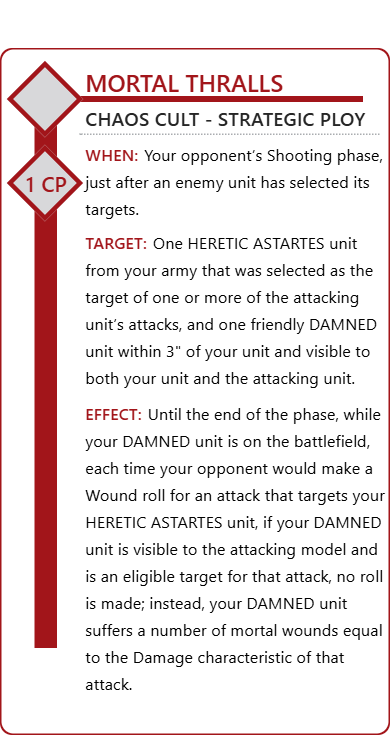 MORTAL THRALLS
CHAOS CULT - STRATEGIC PLOY
1 CP
WHEN: Your opponent's Shooting phase,
just after an enemy unit has selected its
targets.
TARGET: One HERETIC ASTARTES unit
from your army that was selected as the
target of one or more of the attacking
unit's attacks, and one friendly DAMNED
unit within 3" of your unit and visible to
both your unit and the attacking unit.
EFFECT: Until the end of the phase, while
your DAMNED unit is on the battlefield,
each time your opponent would make a
Wound roll for an attack that targets your
HERETIC ASTARTES unit, if your DAMNED
unit is visible to the attacking model and
is an eligible target for that attack, no roll
is made; instead, your DAMNED unit
suffers a number of mortal wounds equal
to the Damage characteristic of that
attack.